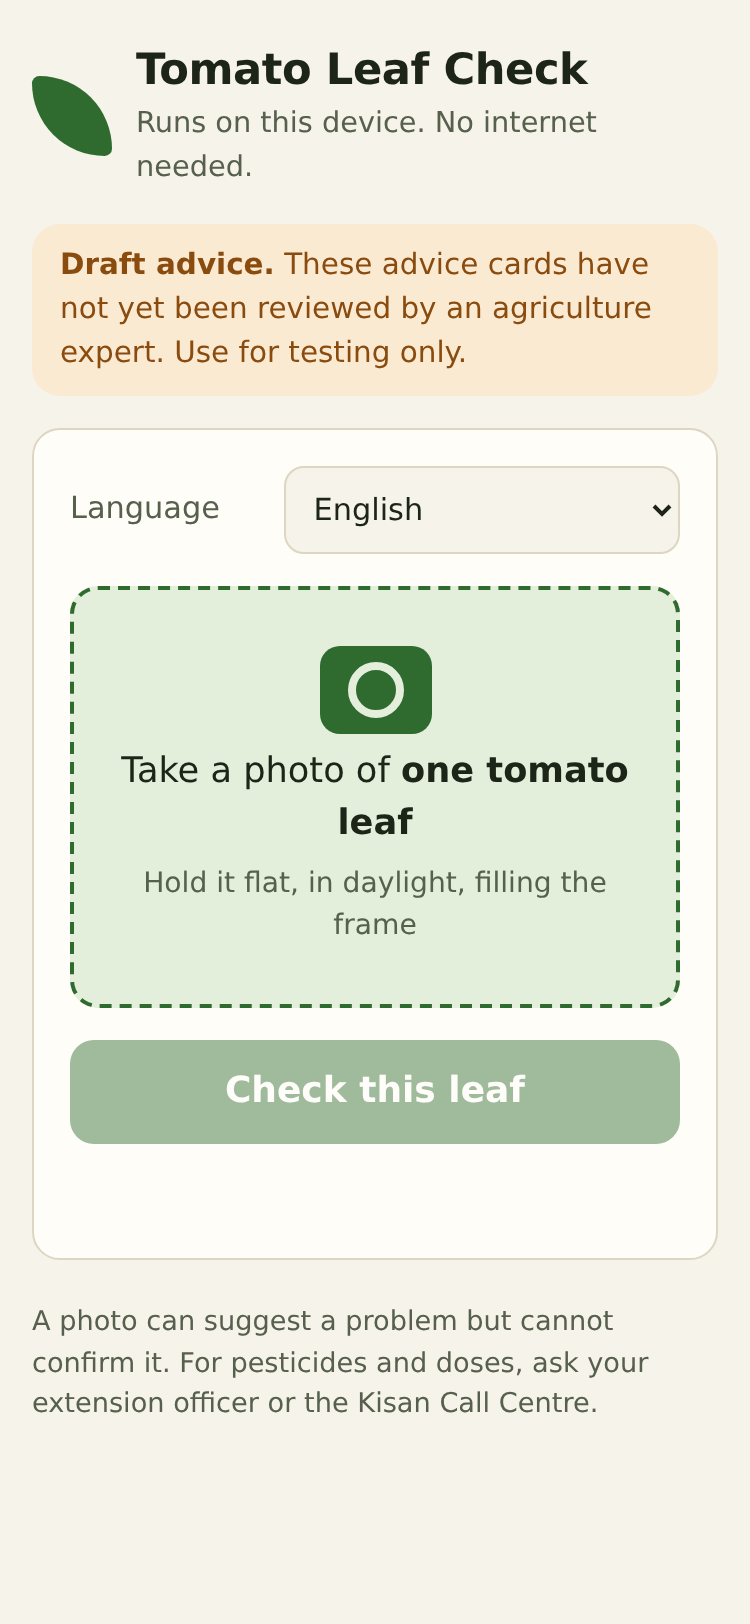 Tomato Leaf Check
Runs on this device. No internet
needed.
Draft advice. These advice cards have
not yet been reviewed by an agriculture
expert. Use for testing only.
Language
English
Take a photo of one tomato
leaf
Hold it flat, in daylight, filling the
frame
Check this leaf
A photo can suggest a problem but cannot
confirm it. For pesticides and doses, ask your
extension officer or the Kisan Call Centre.